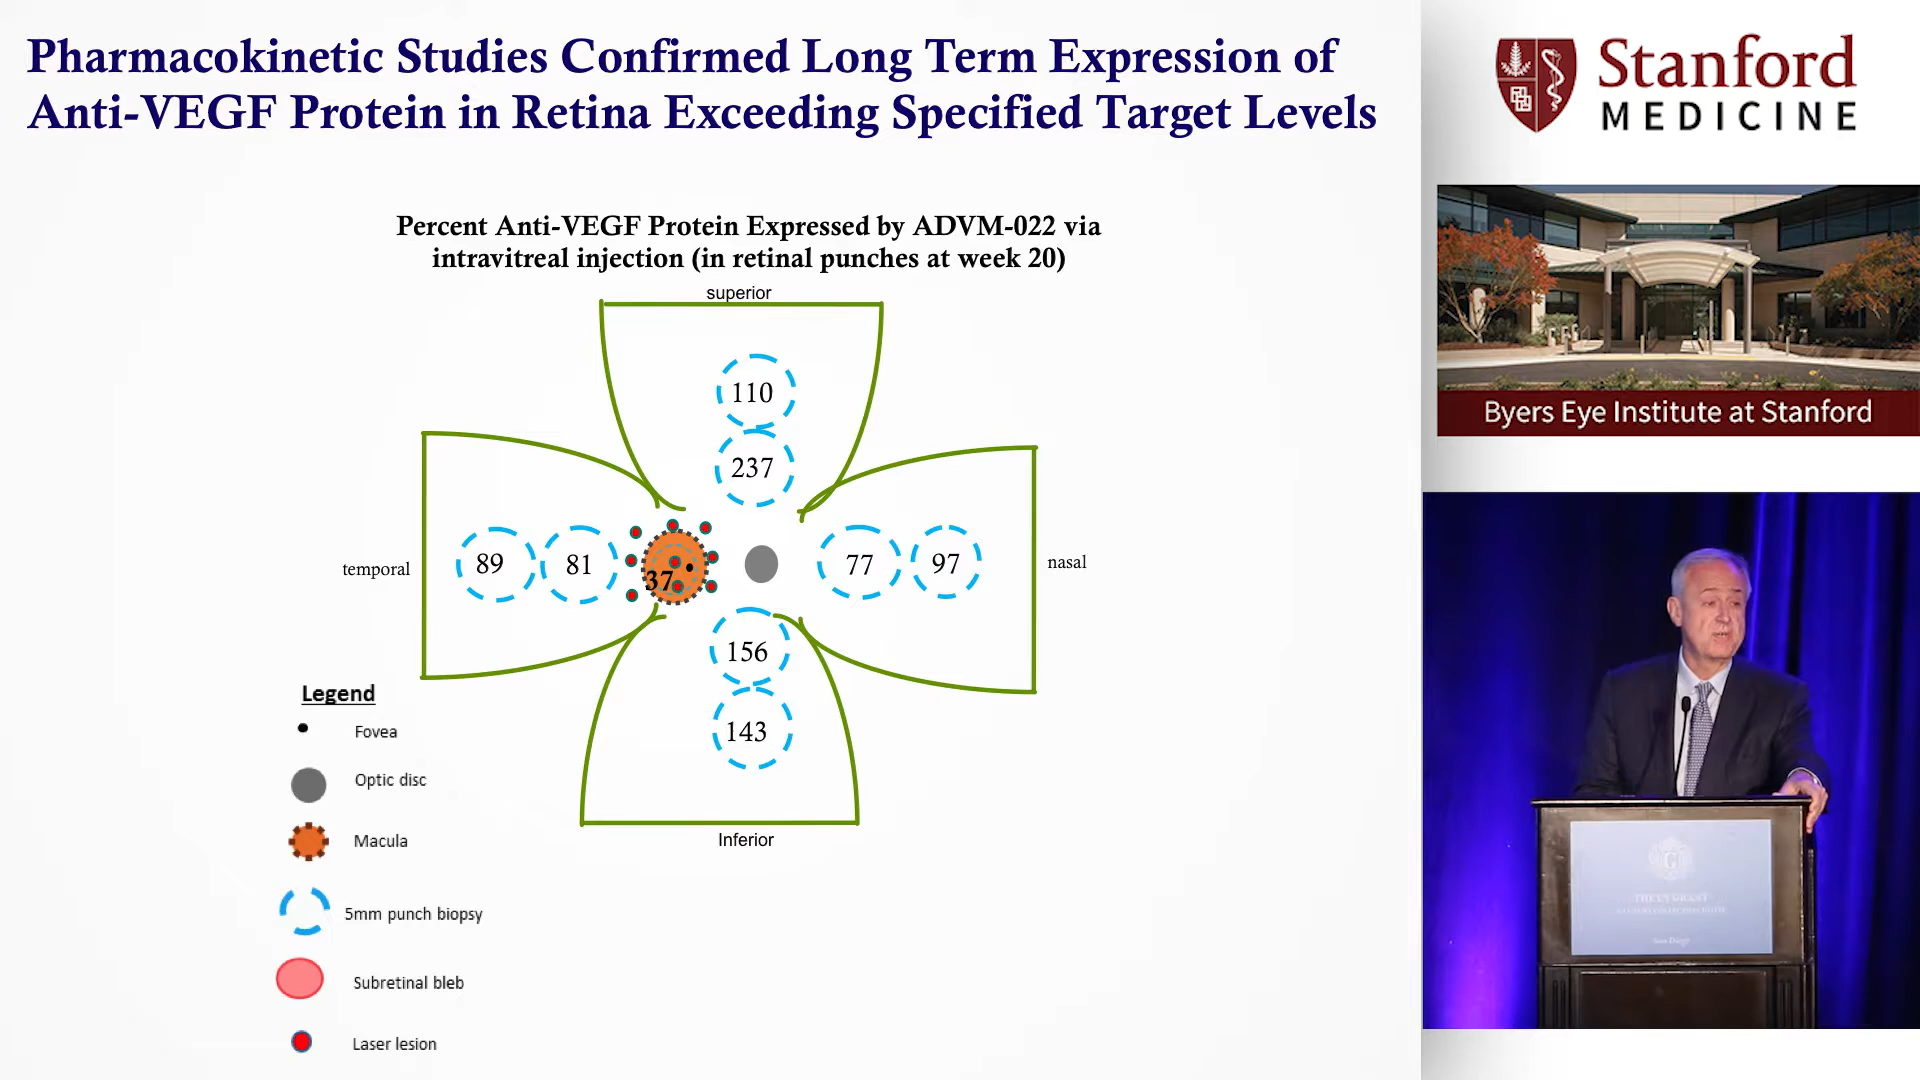 Pharmacokinetic Studies Confirmed Long Term Expression of
Anti-VEGF Protein in Retina Exceeding Specified Target Levels
Percent Anti-VEGF Protein Expressed by ADVM-022 via
intravitreal injection (in retinal punches at week 20)
superior
110
237
temporal
89
81
37
77
97
nasal
156
143
Inferior
Legend
Fovea
Optic disc
Macula
5mm punch biopsy
Subretinal bleb
Laser lesion
Stanford
MEDICINE
Byers Eye Institute at Stanford
San Diego